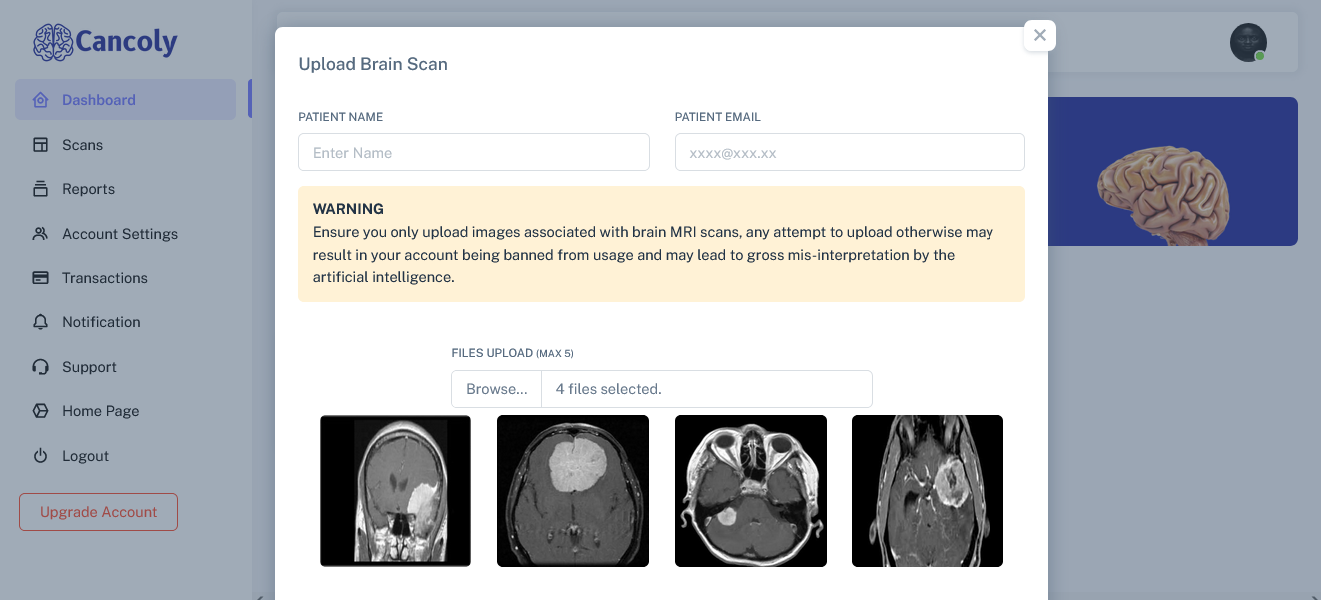 Cancoly
Dashboard
Scans
Reports
Account Settings
Transactions
Notification
Support
Home Page
Logout
Upgrade Account
Upload Brain Scan
PATIENT NAME
PATIENT EMAIL
Enter Name
xxxx@xxx.xx
WARNING
Ensure you only upload images associated with brain MRI scans, any attempt to upload otherwise may
result in your account being banned from usage and may lead to gross mis-interpretation by the
artificial intelligence.
FILES UPLOAD (MAX 5)
Browse...
4 files selected.